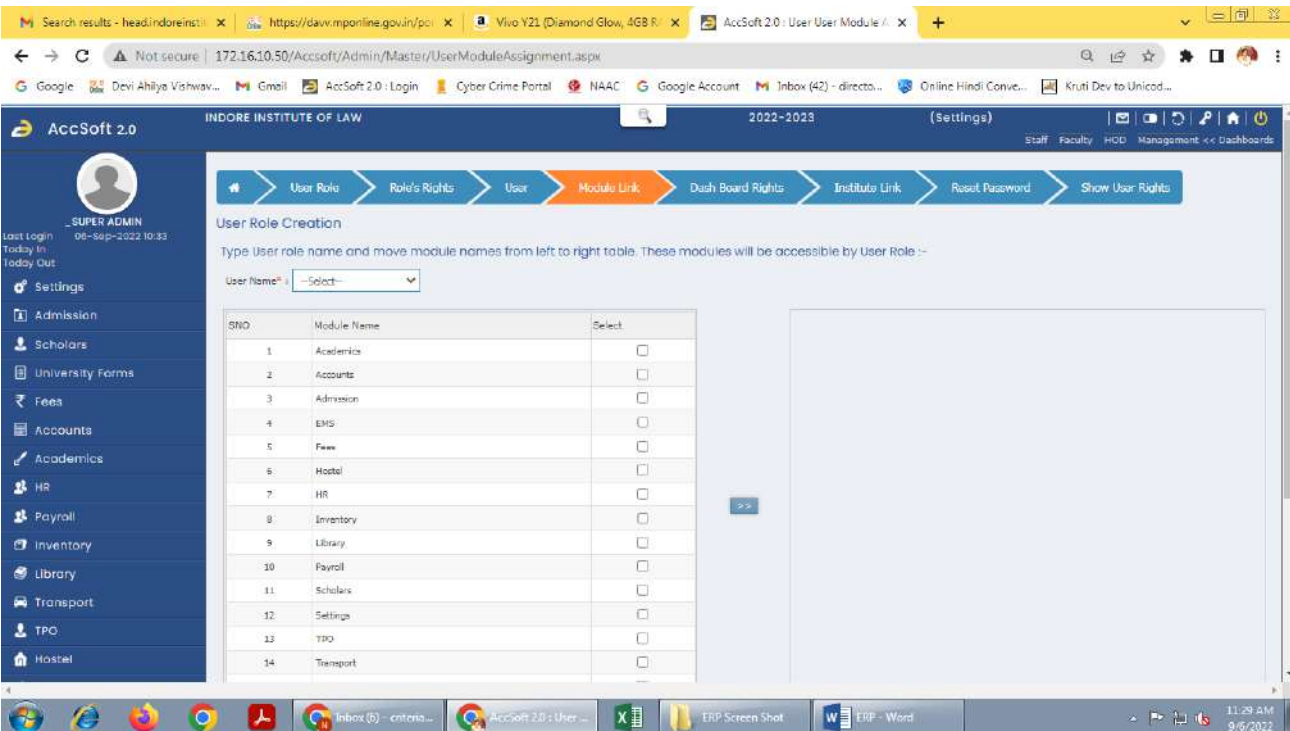 Search results - head.indoreinsti
https://davv.mponline.gov.in/po
Vivo Y21 (Diamond Glow, 4GB RA
AccSoft 2.0 : User User Module A
Not secure | 172.16.10.50/Accsoft/Admin/Master/UserModuleAssignment.aspx
Google
Devi Ahilya Vishwav...
Gmail
AccSoft 2.0 : Login
Cyber Crime Portal
NAAC
Google Account
Inbox (42) - directo...
Online Hindi Conve...
Kruti Dev to Unicod...
AccSoft 2.0
INDORE INSTITUTE OF LAW
2022-2023
(Settings)
Staff Faculty HOD Management << Dashboards
_SUPER ADMIN
Last Login 06-Sep-2022 10:33
Today In
Today Out
Settings
Admission
Scholars
University Forms
Fees
Accounts
Academics
HR
Payroll
Inventory
Library
Transport
TPO
Hostel
User Role
Role's Rights
User
Module Link
Dash Board Rights
Institute Link
Reset Password
Show User Rights
User Role Creation
Type User role name and move module names from left to right table. These modules will be accessible by User Role :-
User Name* : --Select--
SNO Module Name Select
1 Academics
2 Accounts
3 Admission
4 EMS
5 Fees
6 Hostel
7 HR
8 Inventory
9 Library
10 Payroll
11 Scholars
12 Settings
13 TPO
14 Transport
>>
Inbox (6) - criteria...
AccSoft 2.0 : User ...
ERP Screen Shot
ERP - Word
11:29 AM
9/6/2022